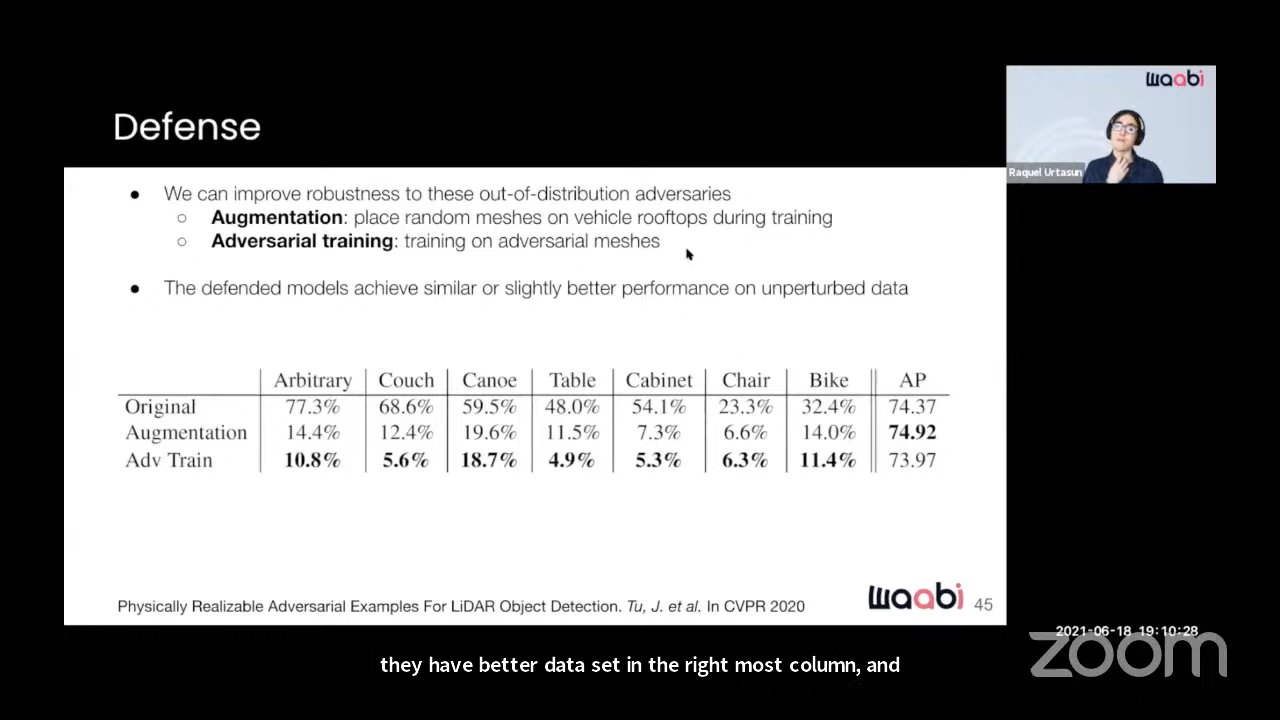 waabi
Defense
Raquel Urtasun
● We can improve robustness to these out-of-distribution adversaries
○ Augmentation: place random meshes on vehicle rooftops during training
○ Adversarial training: training on adversarial meshes
● The defended models achieve similar or slightly better performance on unperturbed data
Arbitrary Couch Canoe Table Cabinet Chair Bike AP
Original 77.3% 68.6% 59.5% 48.0% 54.1% 23.3% 32.4% 74.37
Augmentation 14.4% 12.4% 19.6% 11.5% 7.3% 6.6% 14.0% 74.92
Adv Train 10.8% 5.6% 18.7% 4.9% 5.3% 6.3% 11.4% 73.97
Physically Realizable Adversarial Examples For LiDAR Object Detection. Tu, J. et al. In CVPR 2020
waabi 45
2021-06-18 19:10:28
zoom
they have better data set in the right most column, and